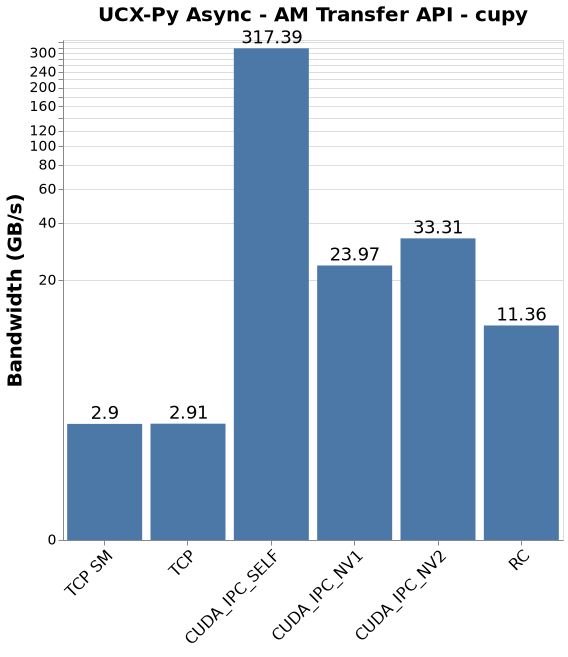 UCX-Py Async - AM Transfer API - cupy
Bandwidth (GB/s)
300
240
200
160
120
100
80
60
40
20
0
2.9
2.91
317.39
23.97
33.31
11.36
TCP SM
TCP
CUDA_IPC_SELF
CUDA_IPC_NV1
CUDA_IPC_NV2
RC